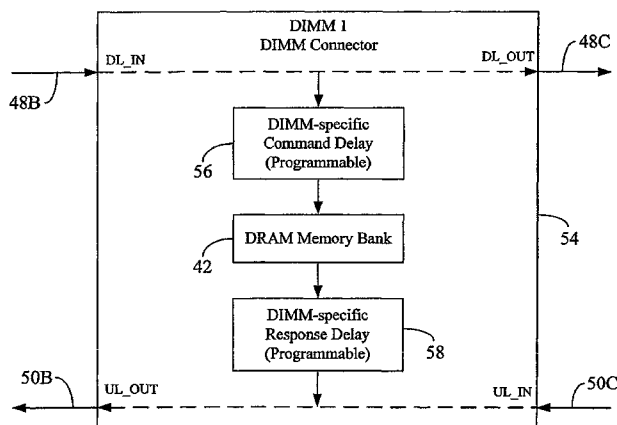 DIMM 1
DIMM Connector
48C
DL_IN
DL_OUT
48B
DIMM-specific
Command Delay
(Programmable)
56
DRAM Memory Bank
54
42
DIMM-specific
Response Delay
(Programmable)
58
50B
UL_OUT
UL_IN
50C